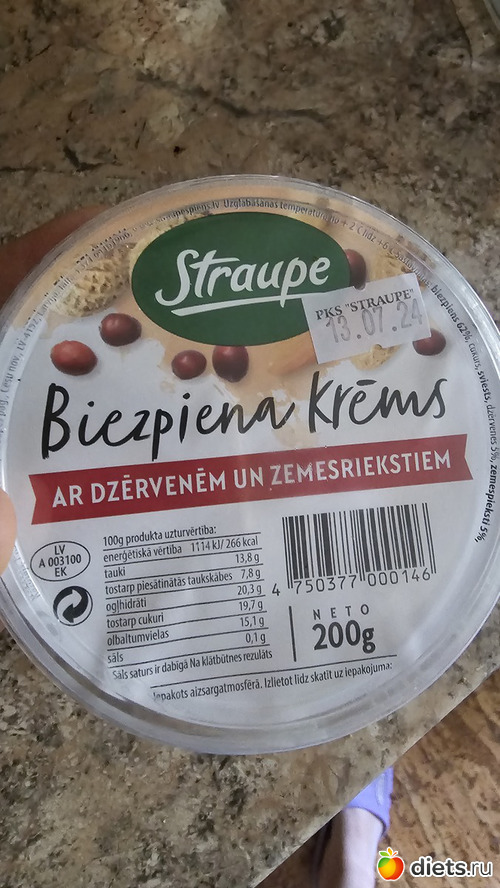 Uzglabāšanas temperatūra no + 2 C līdz +6 C
biezpiens 62%, cukurs, sviests, dzērvenes 5%, zemesrieksti 5%,
Straupe
PKS "STRAUPE"
13.07.24
Biezpiena Krēms
AR DZĒRVENĒM UN ZEMESRIEKSTIEM
LV
A 003100
EK
100g produkta uzturvērtība:
enerģētiskā vērtība 1114 kJ/ 266 kcal
tauki 13,8 g
tostarp piesātinātās taukskābes 7,8 g
ogļhidrāti 20,3 g
tostarp cukuri 19,7 g
olbaltumvielas 15,1 g
sāls 0,1 g
Sāls saturs ir dabīgā Na klātbūtnes rezultāts
4 750377 000146
NETO
200g
Iepakots aizsargatmosfērā. Izlietot līdz skatīt uz iepakojuma:
diets.ru